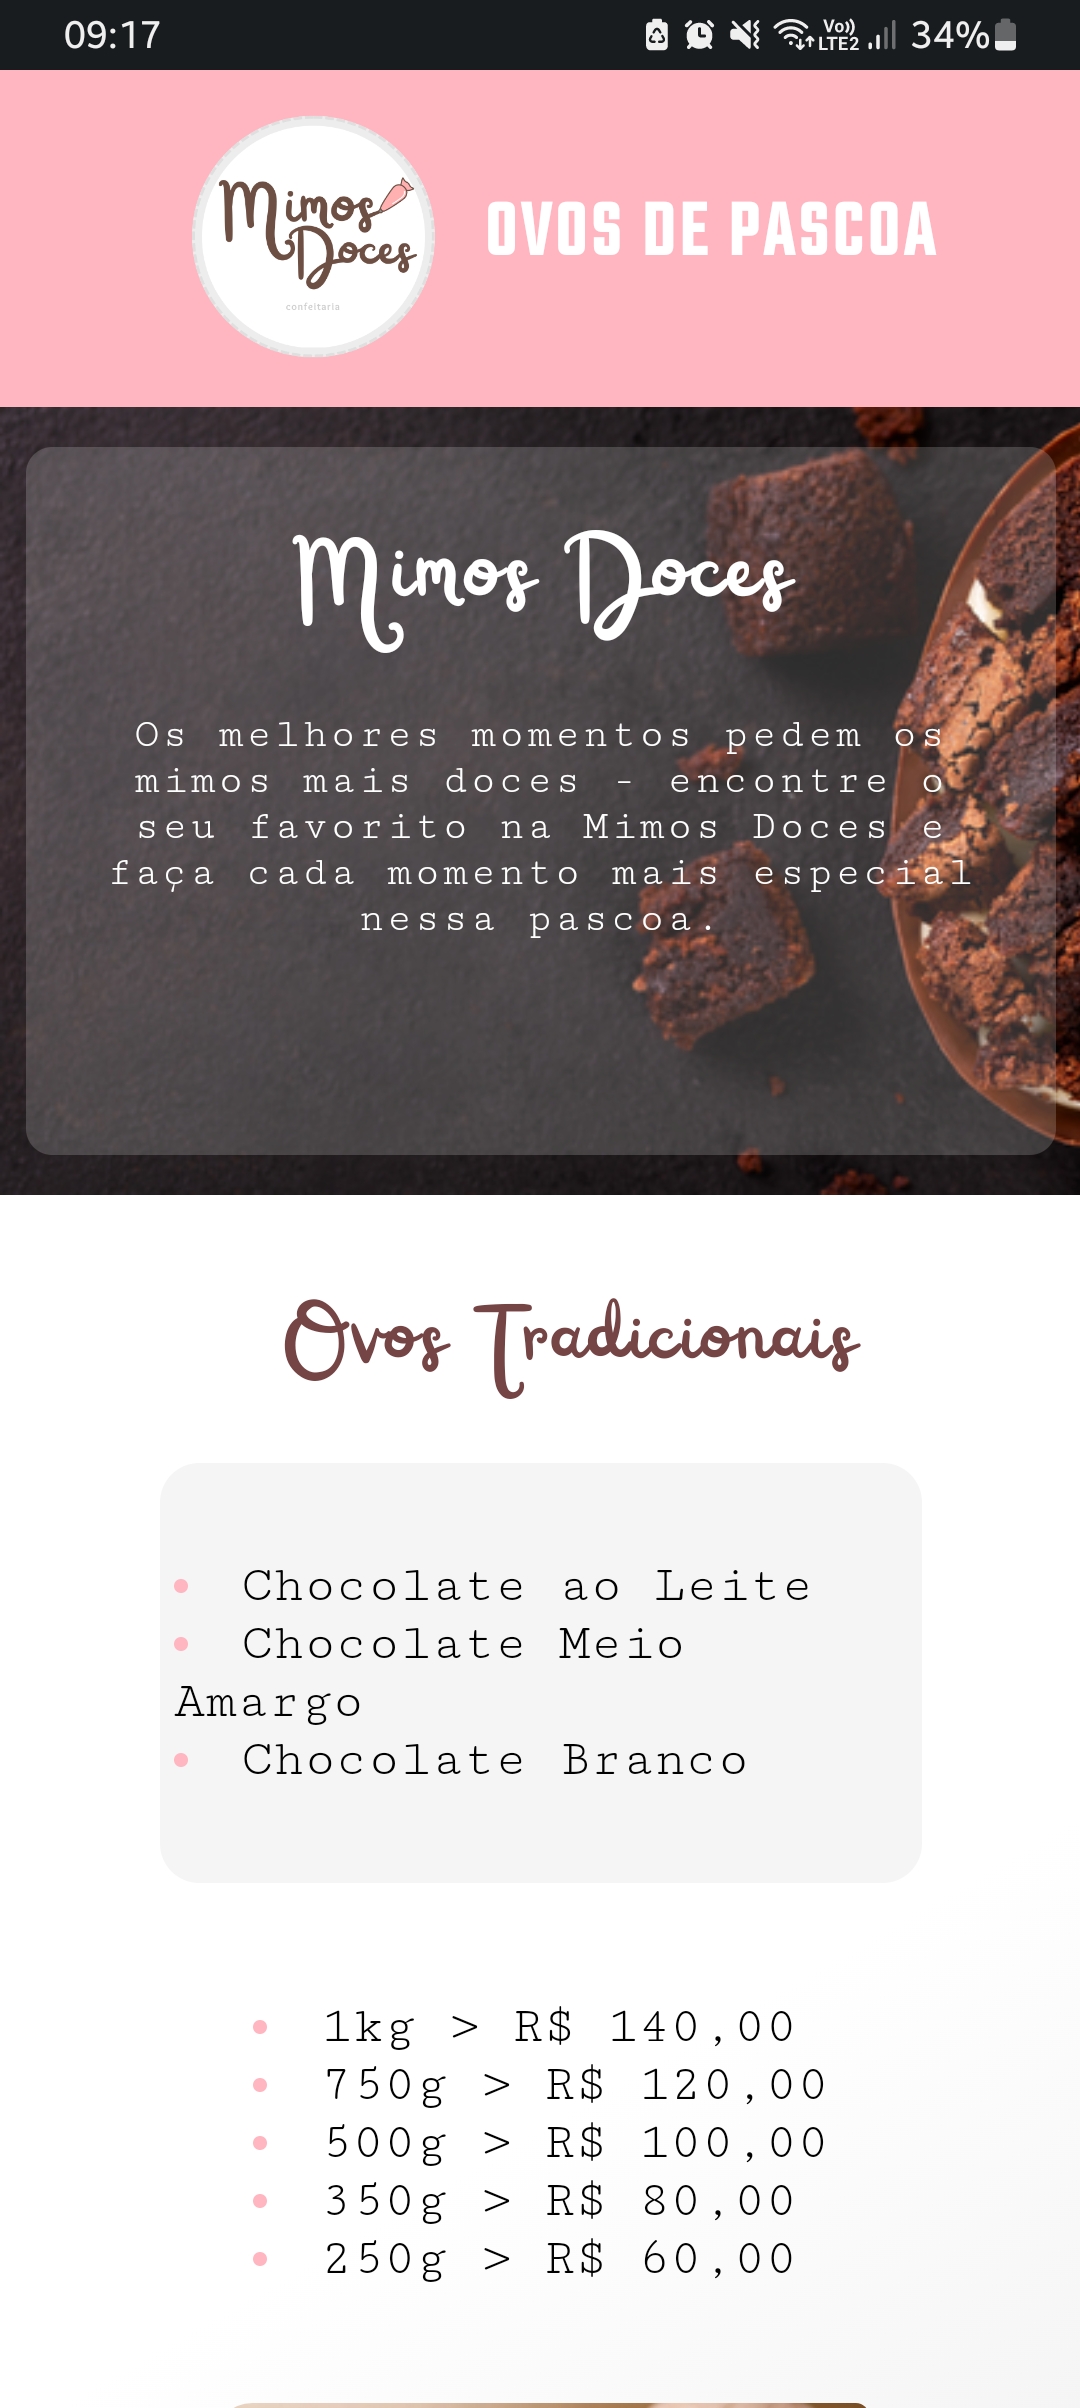 09:17
Vo))
LTE2
34%
Mimos
Doces
confeitaria
OVOS DE PASCOA
Mimos Doces
Os melhores momentos pedem os
mimos mais doces - encontre o
seu favorito na Mimos Doces e
faça cada momento mais especial
nessa pascoa.
Ovos Tradicionais
• Chocolate ao Leite
• Chocolate Meio
Amargo
• Chocolate Branco
• 1kg > R$ 140,00
• 750g > R$ 120,00
• 500g > R$ 100,00
• 350g > R$ 80,00
• 250g > R$ 60,00